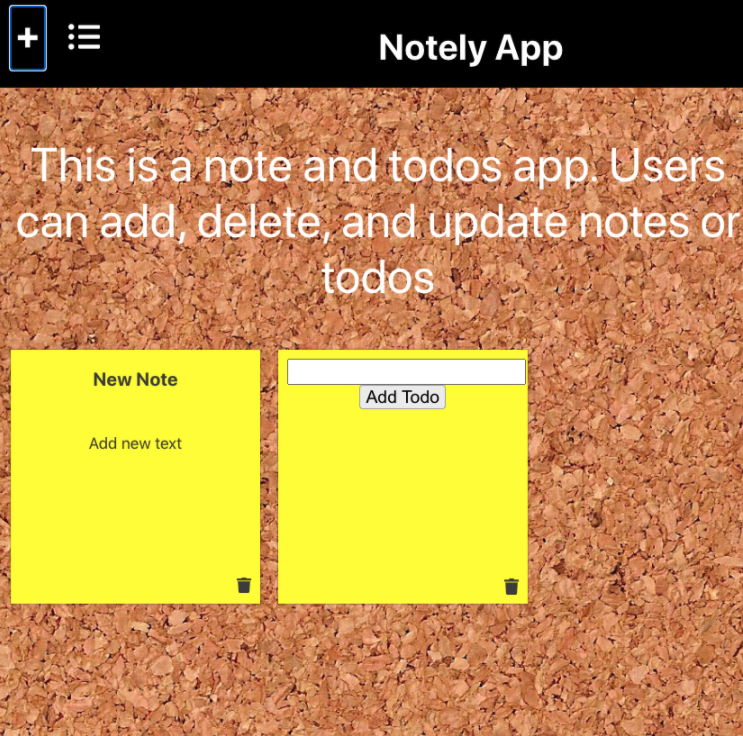 Notely App
This is a note and todos app. Users
can add, delete, and update notes or
todos
New Note
Add new text
Add Todo